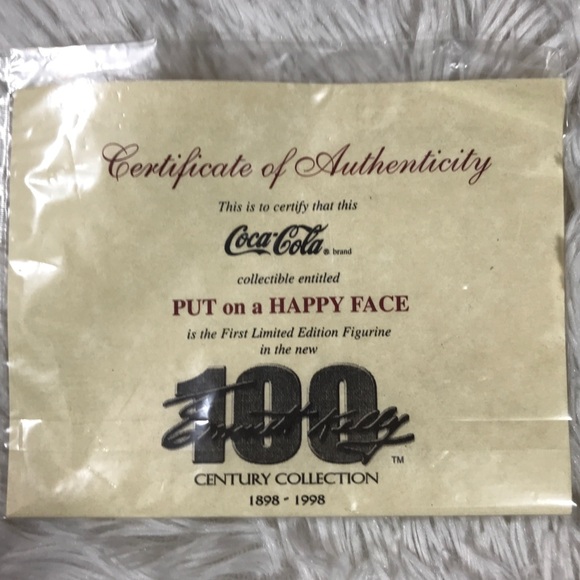 Certificate of Authenticity
This is to certify that this
Coca-Cola® brand
collectible entitled
PUT on a HAPPY FACE
is the First Limited Edition Figurine
in the new
100
Emmett Kelly
TM
CENTURY COLLECTION
1898 - 1998